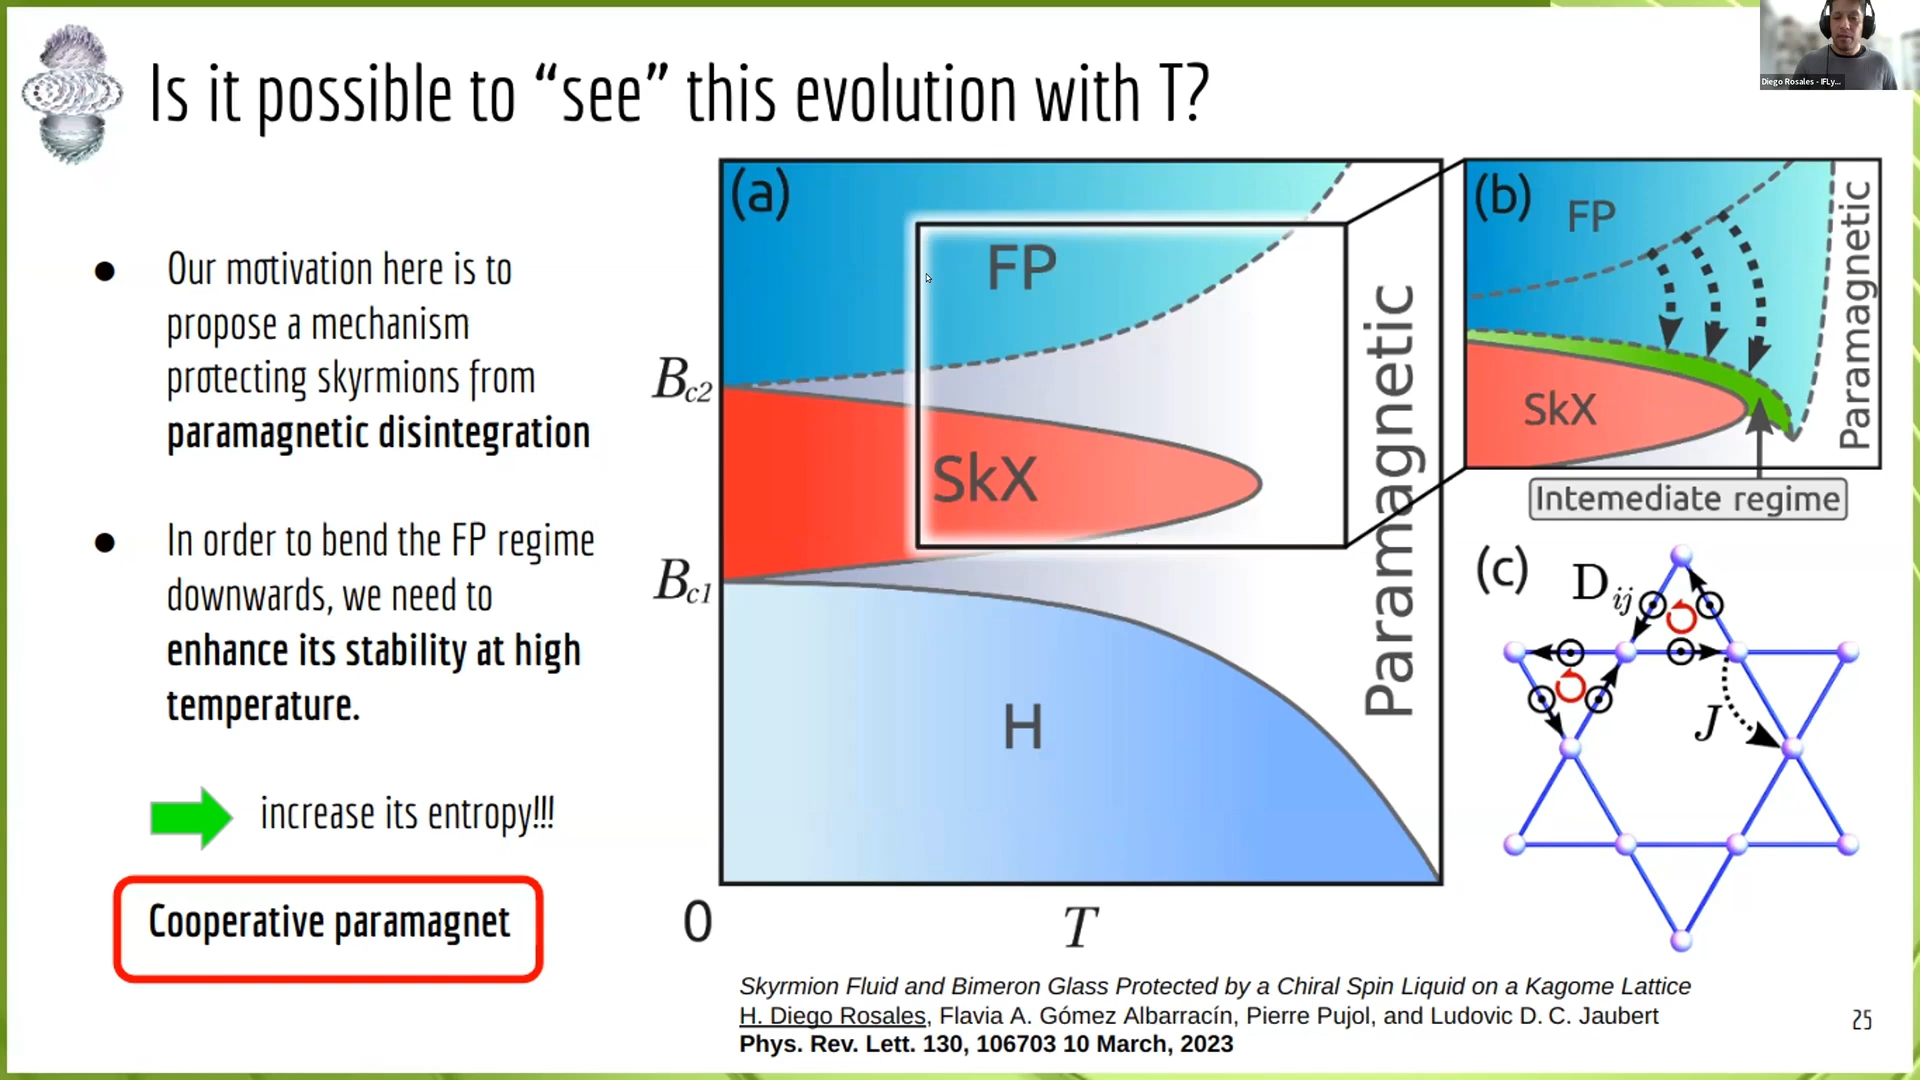 Is it possible to “see” this evolution with T?
Diego Rosales - IFLy...
● Our motivation here is to
propose a mechanism
protecting skyrmions from
paramagnetic disintegration
● In order to bend the FP regime
downwards, we need to
enhance its stability at high
temperature.
increase its entropy!!!
Cooperative paramagnet
(a)
FP
SkX
H
Paramagnetic
Bc2
Bc1
0
T
(b)
FP
SkX
Paramagnetic
Intemediate regime
(c)
Dij
J
Skyrmion Fluid and Bimeron Glass Protected by a Chiral Spin Liquid on a Kagome Lattice
H. Diego Rosales, Flavia A. Gómez Albarracín, Pierre Pujol, and Ludovic D. C. Jaubert
Phys. Rev. Lett. 130, 106703 10 March, 2023
25